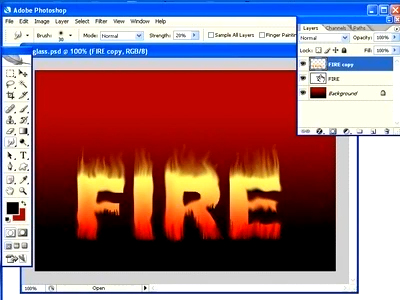 Adobe Photoshop
File Edit Image Layer Select Filter View Window Help
Brush: 30 Mode: Normal Strength: 20% Sample All Layers Finger Painting
glass.psd @ 100% (FIRE copy, RGB/8)
Layers Channels Paths
Normal Opacity: 100%
Lock: Fill: 100%
FIRE copy
FIRE
Background
FIRE
100% Open